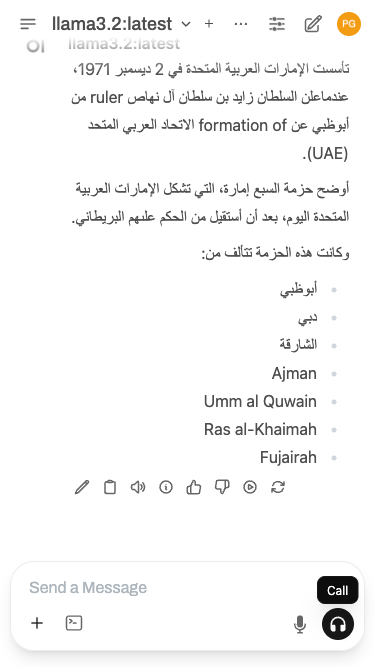 llama3.2:latest
PG
llama3.2:latest
تأسست الإمارات العربية المتحدة في 2 ديسمبر 1971،
عندماعلن السلطان زايد بن سلطان آل نهاص ruler من
أبوظبي عن formation of الاتحاد العربي المتحد
(UAE).
أوضح حزمة السبع إمارة، التي تشكل الإمارات العربية
المتحدة اليوم، بعد أن أستقيل من الحكم علىهم البريطاني.
وكانت هذه الحزمة تتألف من:
أبوظبي
دبي
الشارقة
Ajman
Umm al Quwain
Ras al-Khaimah
Fujairah
Send a Message
Call